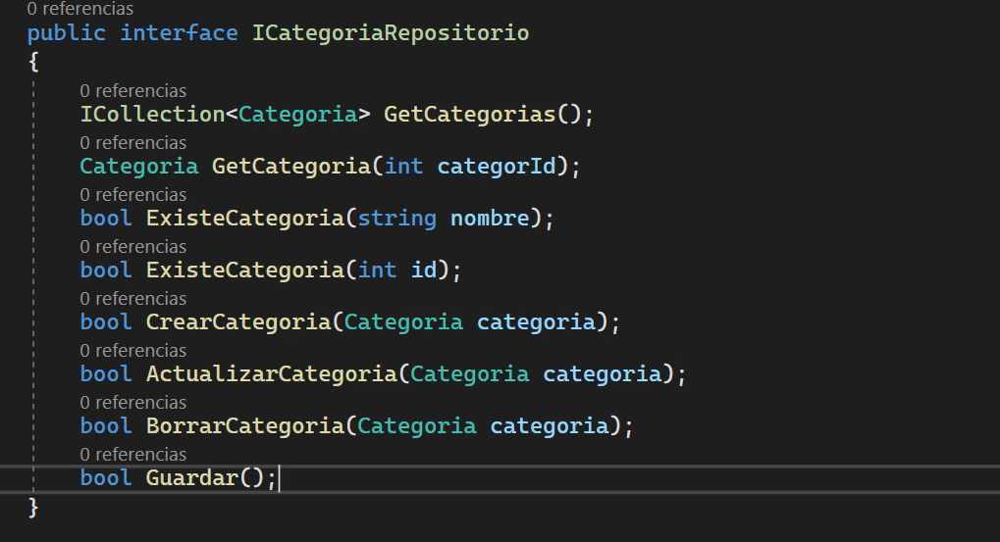 0 referencias
public interface ICategoriaRepositorio
{
0 referencias
ICollection<Categoria> GetCategorias();
0 referencias
Categoria GetCategoria(int categorId);
0 referencias
bool ExisteCategoria(string nombre);
0 referencias
bool ExisteCategoria(int id);
0 referencias
bool CrearCategoria(Categoria categoria);
0 referencias
bool ActualizarCategoria(Categoria categoria);
0 referencias
bool BorrarCategoria(Categoria categoria);
0 referencias
bool Guardar();
}